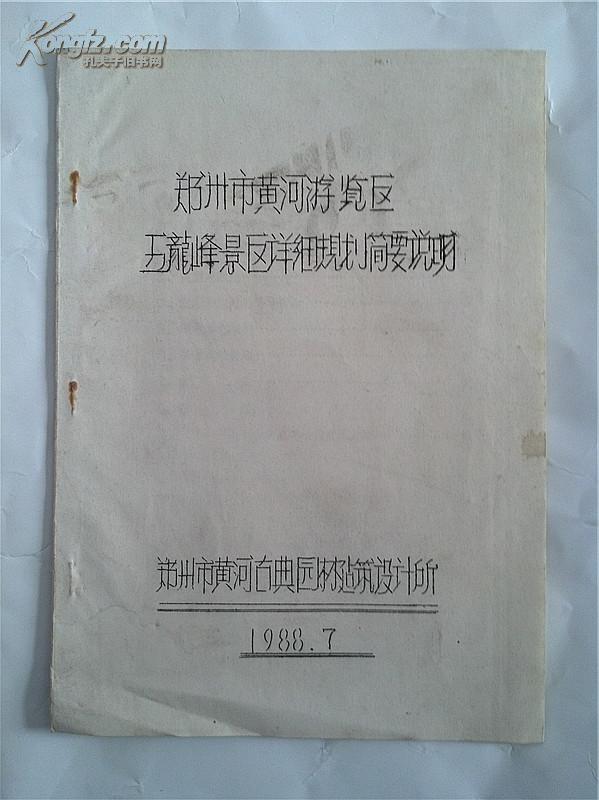 Kongfz.com
孔夫子旧书网
郑州市黄河游览区
五龍峰景区详细規划简要说明
郑州市黄河古典园林建筑设计所
1988.7